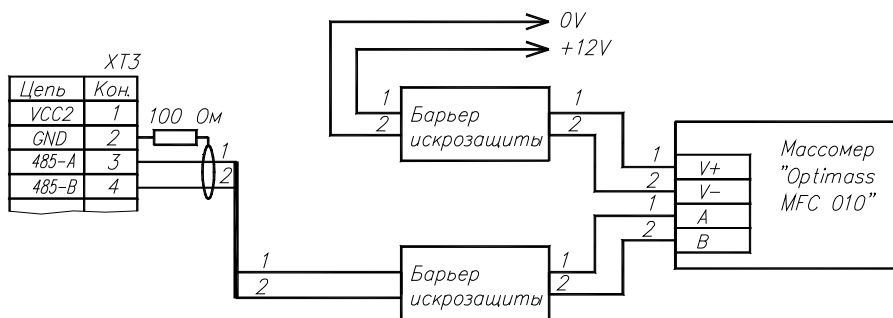 0V
+12V
XT3
Цепь Кон.
VCC2 1
GND 2
485-A 3
485-B 4
100 Ом
1
2
1
2
Барьер
искрозащиты
1
2
1
2
1
2
V+
V-
A
B
Массомер
"Optimass
MFC 010"
1
2
Барьер
искрозащиты
1
2